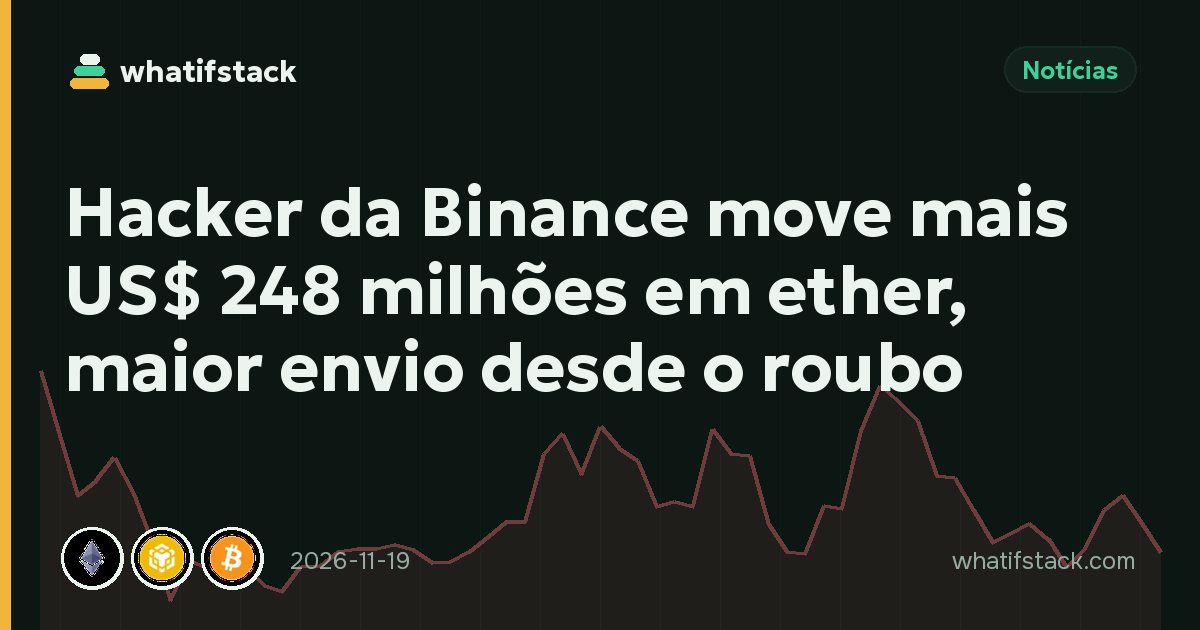 whatifstack
Notícias
Hacker da Binance move mais
US$ 248 milhões em ether,
maior envio desde o roubo
2026-11-19
whatifstack.com